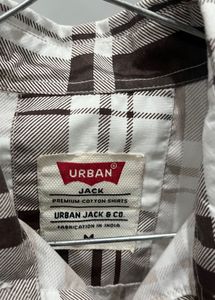 URBAN®
JACK
PREMIUM-COTTON SHIRTS
URBAN JACK & CO.
FABRICATION IN INDIA
M